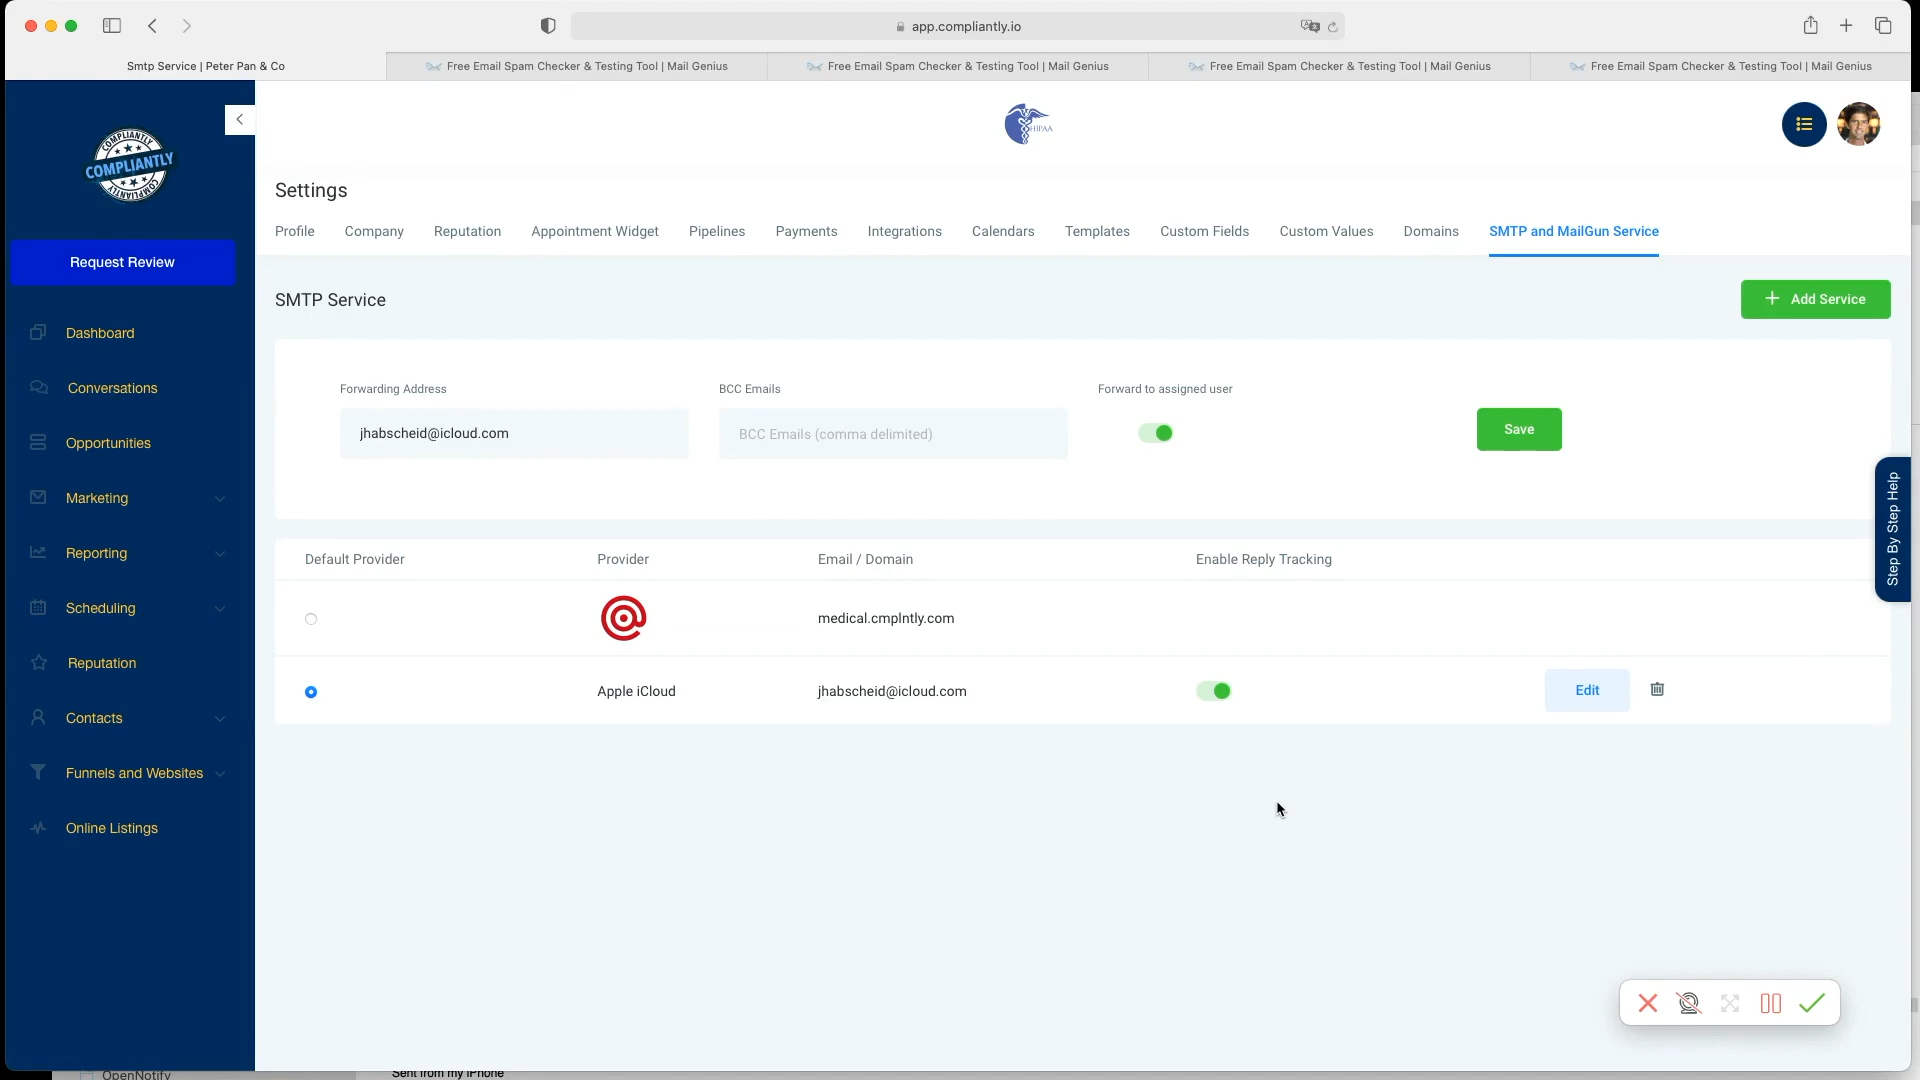 app.compliantly.io
Smtp Service | Peter Pan & Co
Free Email Spam Checker & Testing Tool | Mail Genius
Free Email Spam Checker & Testing Tool | Mail Genius
Free Email Spam Checker & Testing Tool | Mail Genius
Free Email Spam Checker & Testing Tool | Mail Genius
COMPLIANTLY
COMPLIANTLY
COMPLIANTLY
HIPAA
Request Review
Dashboard
Conversations
Opportunities
Marketing
Reporting
Scheduling
Reputation
Contacts
Funnels and Websites
Online Listings
Settings
Profile
Company
Reputation
Appointment Widget
Pipelines
Payments
Integrations
Calendars
Templates
Custom Fields
Custom Values
Domains
SMTP and MailGun Service
SMTP Service
Add Service
Forwarding Address
BCC Emails
Forward to assigned user
jhabscheid@icloud.com
BCC Emails (comma delimited)
Save
Step By Step Help
Default Provider
Provider
Email / Domain
Enable Reply Tracking
medical.cmplntly.com
Apple iCloud
jhabscheid@icloud.com
Edit
OpenNotify
Sent from my iPhone